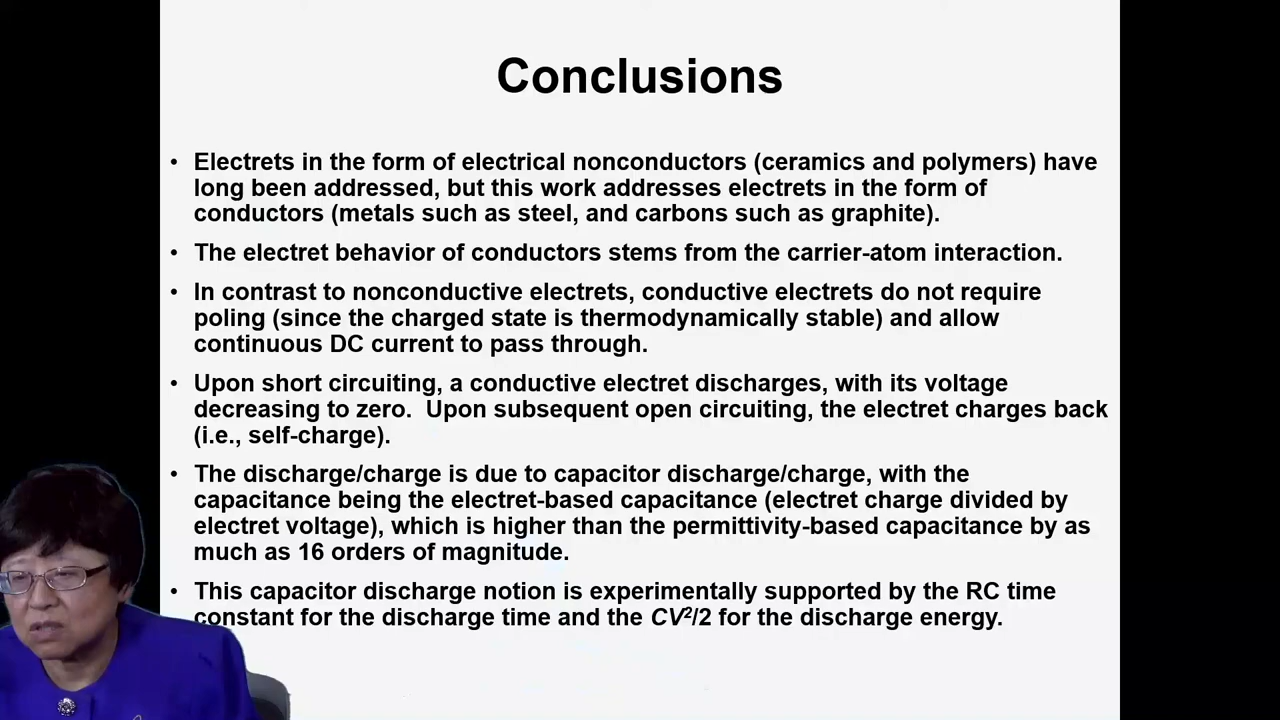 Conclusions
• Electrets in the form of electrical nonconductors (ceramics and polymers) have
long been addressed, but this work addresses electrets in the form of
conductors (metals such as steel, and carbons such as graphite).
• The electret behavior of conductors stems from the carrier-atom interaction.
• In contrast to nonconductive electrets, conductive electrets do not require
poling (since the charged state is thermodynamically stable) and allow
continuous DC current to pass through.
• Upon short circuiting, a conductive electret discharges, with its voltage
decreasing to zero.  Upon subsequent open circuiting, the electret charges back
(i.e., self-charge).
• The discharge/charge is due to capacitor discharge/charge, with the
capacitance being the electret-based capacitance (electret charge divided by
electret voltage), which is higher than the permittivity-based capacitance by as
much as 16 orders of magnitude.
• This capacitor discharge notion is experimentally supported by the RC time
constant for the discharge time and the CV²/2 for the discharge energy.